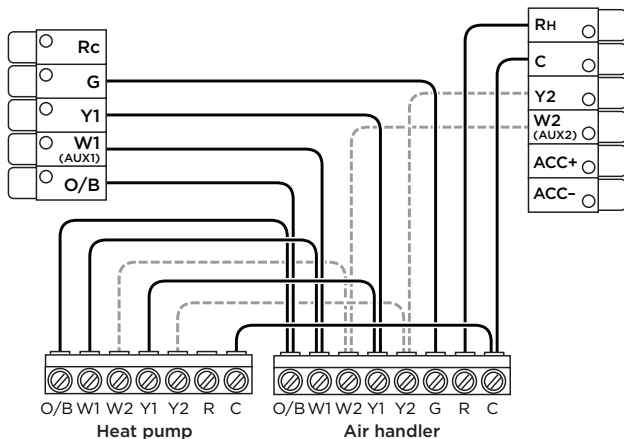 Rc
G
Y1
W1
(AUX1)
O/B
RH
C
Y2
W2
(AUX2)
ACC+
ACC-
O/B W1 W2 Y1 Y2 R C
Heat pump
O/B W1 W2 Y1 Y2 G R C
Air handler